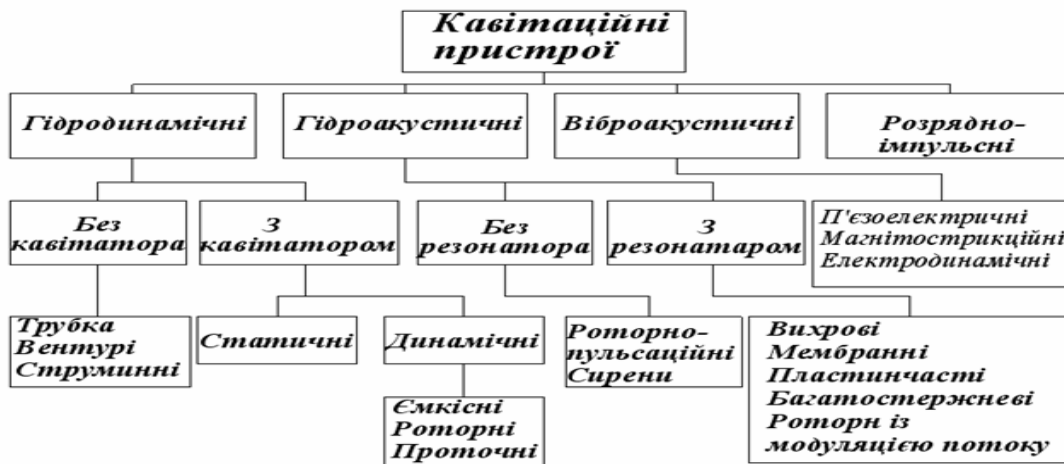 Кавітаційні
пристрої
Гідродинамічні
Гідроакустичні
Віброакустичні
Розрядно-
імпульсні
Без
кавітатора
З
кавітатором
Без
резонатора
З
резонатаром
П'єзоелектричні
Магнітострикційні
Електродинамічні
Трубка
Вентурі
Струминні
Статичні
Динамічні
Роторно-
пульсаційні
Сирени
Вихрові
Мембранні
Пластинчасті
Багатостержневі
Роторн із
модуляцією потоку
Ємкісні
Роторні
Проточні